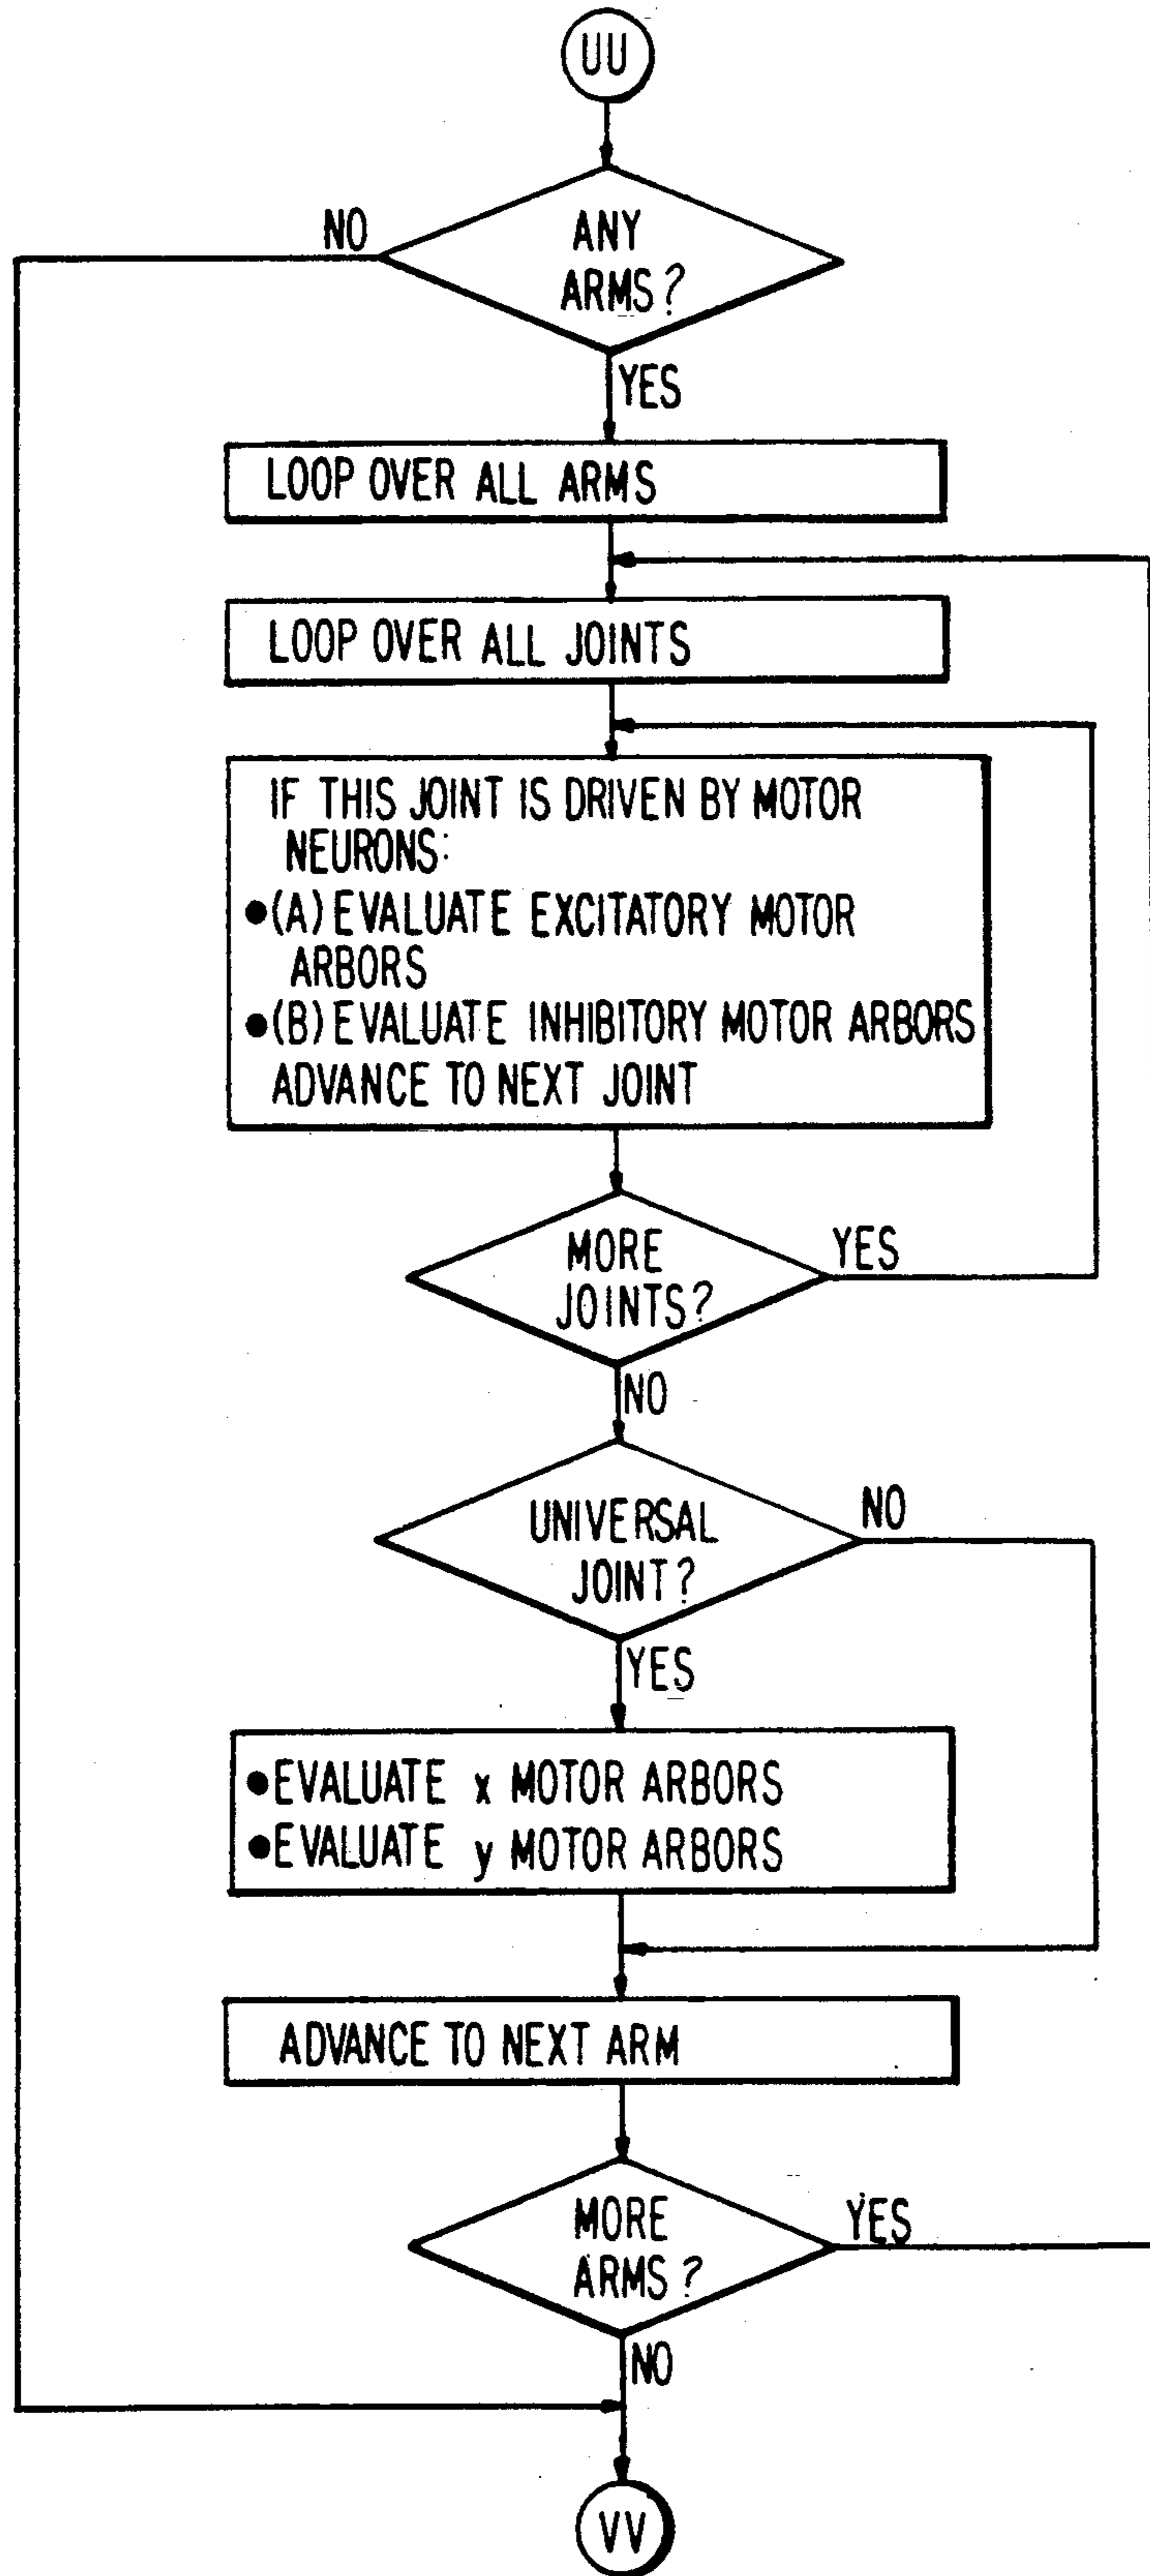 UU
NO
ANY
ARMS?
YES
LOOP OVER ALL ARMS
LOOP OVER ALL JOINTS
IF THIS JOINT IS DRIVEN BY MOTOR
NEURONS:
●(A) EVALUATE EXCITATORY MOTOR
ARBORS
●(B) EVALUATE INHIBITORY MOTOR ARBORS
ADVANCE TO NEXT JOINT
MORE
JOINTS?
YES
NO
UNIVERSAL
JOINT?
NO
YES
●EVALUATE x MOTOR ARBORS
●EVALUATE y MOTOR ARBORS
ADVANCE TO NEXT ARM
MORE
ARMS?
YES
NO
VV